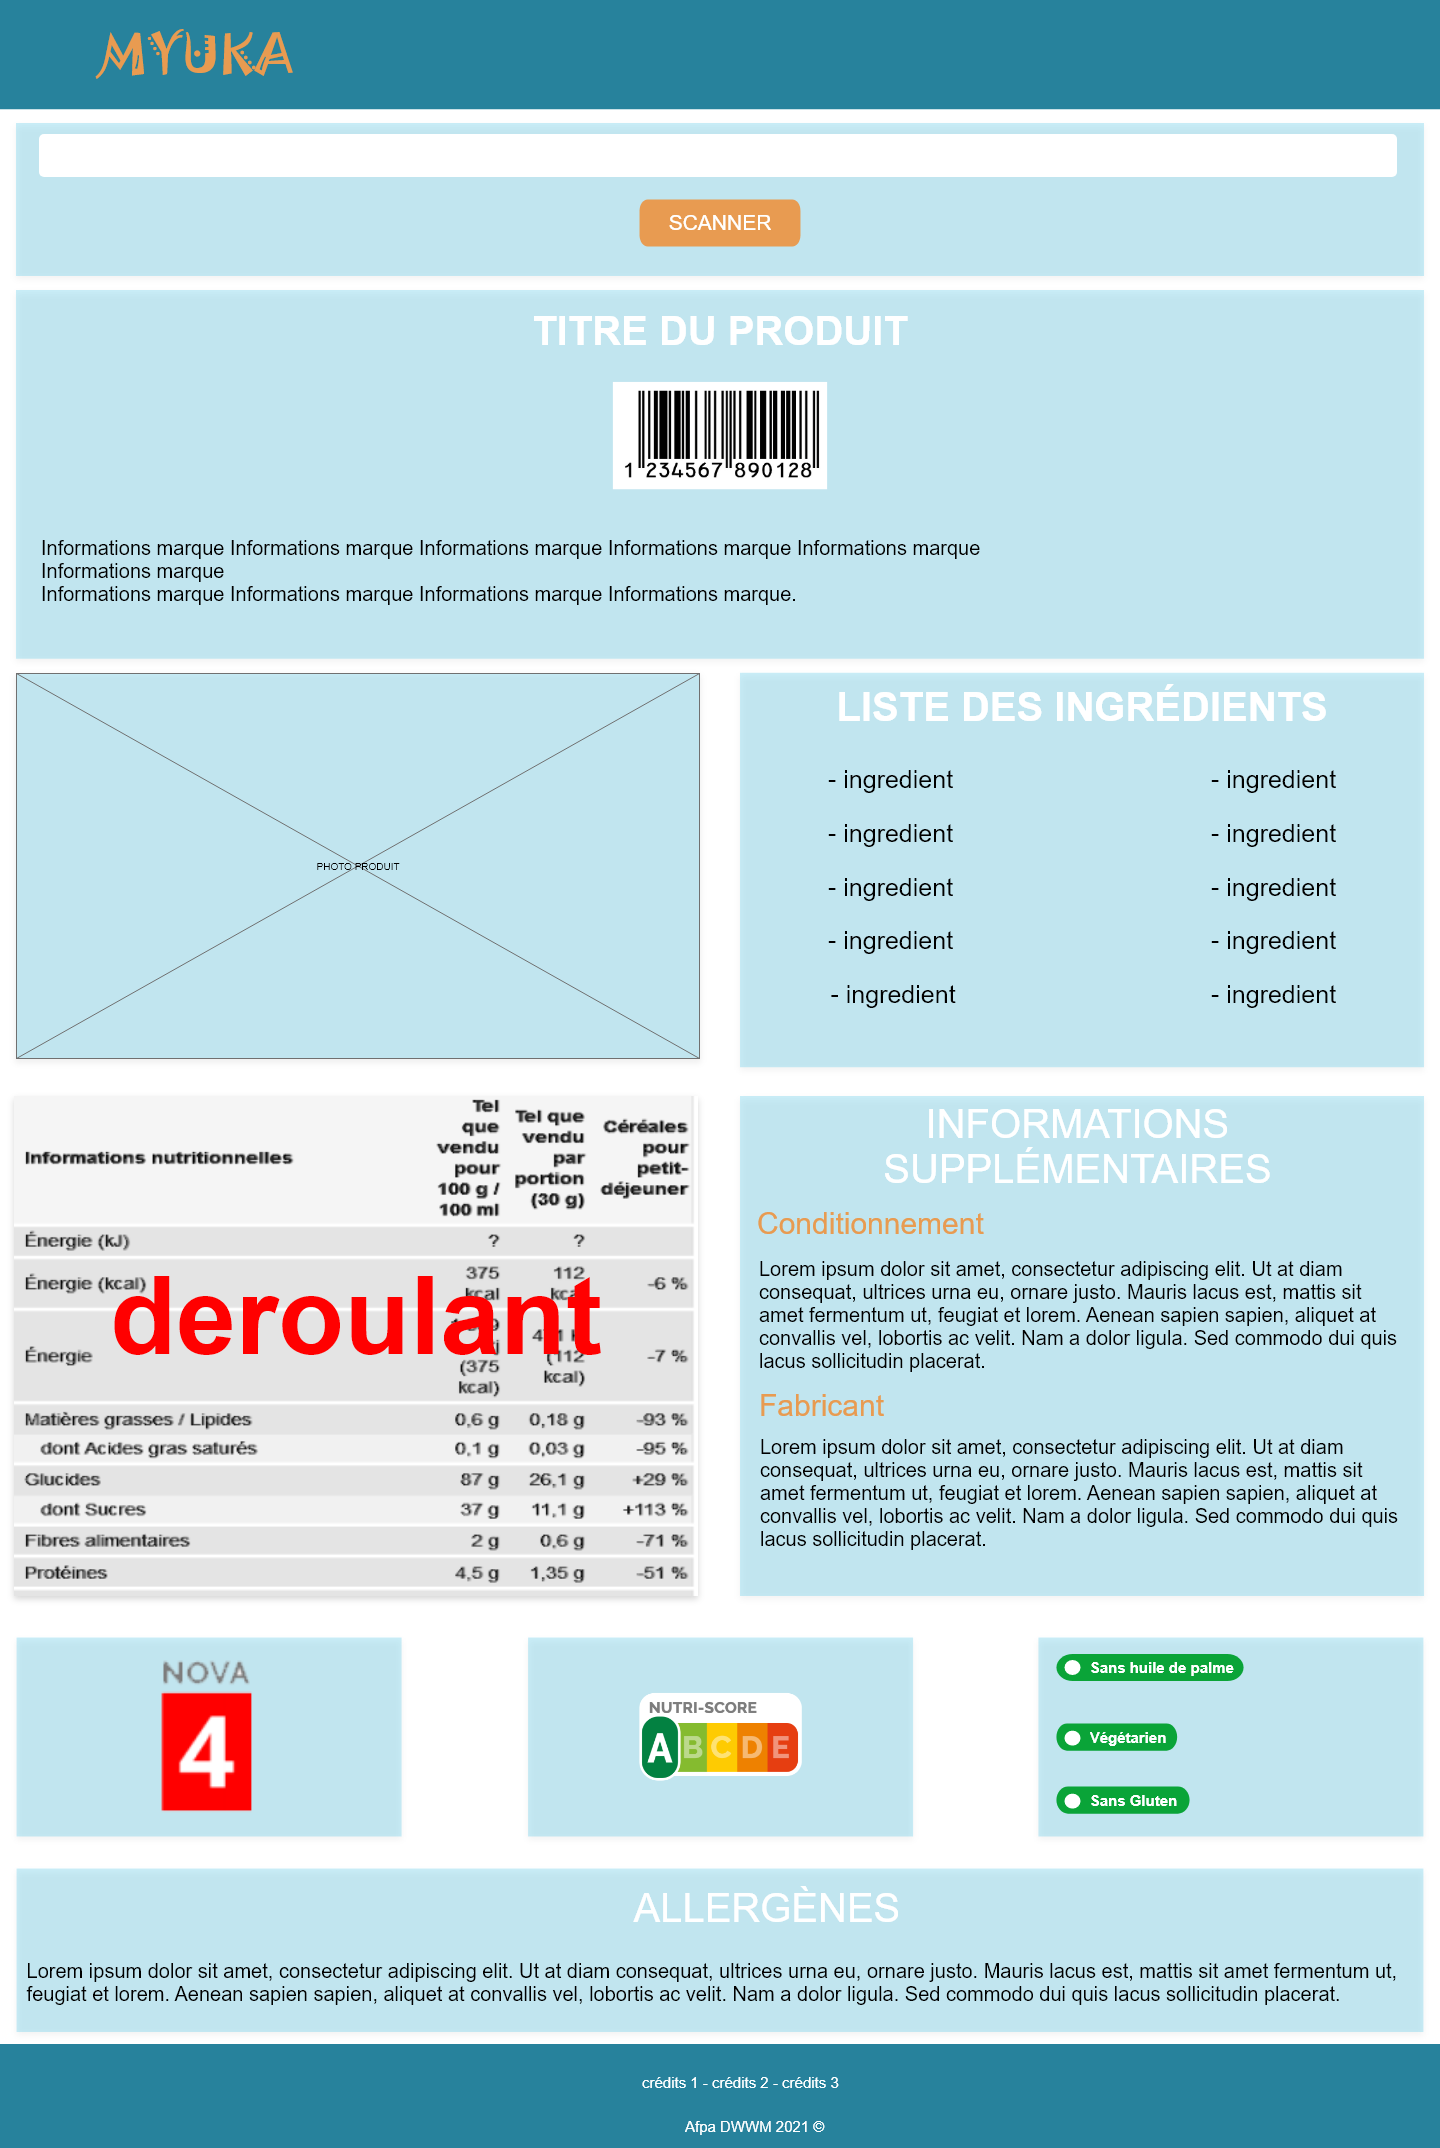 MYUKA
SCANNER
TITRE DU PRODUIT
1 234567 890128
Informations marque Informations marque Informations marque Informations marque Informations marque
Informations marque
Informations marque Informations marque Informations marque Informations marque.
PHOTO PRODUIT
LISTE DES INGRÉDIENTS
- ingredient - ingredient
- ingredient - ingredient
- ingredient - ingredient
- ingredient - ingredient
- ingredient - ingredient
Informations nutritionnelles
Tel
que
vendu
pour
100 g /
100 ml
Tel que
vendu
par
portion
(30 g)
Céréales
pour
petit-
déjeuner
Énergie (kJ) ? ?
Énergie (kcal) 375 112 -6 %
kcal
deroulant
Énergie -7 %
(375
kcal)
(112
kcal)
Matières grasses / Lipides 0,6 g 0,18 g -93 %
dont Acides gras saturés 0,1 g 0,03 g -95 %
Glucides 87 g 26,1 g +29 %
dont Sucres 37 g 11,1 g +113 %
Fibres alimentaires 2 g 0,6 g -71 %
Protéines 4,5 g 1,35 g -51 %
INFORMATIONS
SUPPLÉMENTAIRES
Conditionnement
Lorem ipsum dolor sit amet, consectetur adipiscing elit. Ut at diam
consequat, ultrices urna eu, ornare justo. Mauris lacus est, mattis sit
amet fermentum ut, feugiat et lorem. Aenean sapien sapien, aliquet at
convallis vel, lobortis ac velit. Nam a dolor ligula. Sed commodo dui quis
lacus sollicitudin placerat.
Fabricant
Lorem ipsum dolor sit amet, consectetur adipiscing elit. Ut at diam
consequat, ultrices urna eu, ornare justo. Mauris lacus est, mattis sit
amet fermentum ut, feugiat et lorem. Aenean sapien sapien, aliquet at
convallis vel, lobortis ac velit. Nam a dolor ligula. Sed commodo dui quis
lacus sollicitudin placerat.
NOVA
4
NUTRI-SCORE
A B C D E
Sans huile de palme
Végétarien
Sans Gluten
ALLERGÈNES
Lorem ipsum dolor sit amet, consectetur adipiscing elit. Ut at diam consequat, ultrices urna eu, ornare justo. Mauris lacus est, mattis sit amet fermentum ut,
feugiat et lorem. Aenean sapien sapien, aliquet at convallis vel, lobortis ac velit. Nam a dolor ligula. Sed commodo dui quis lacus sollicitudin placerat.
crédits 1 - crédits 2 - crédits 3
Afpa DWWM 2021 ©